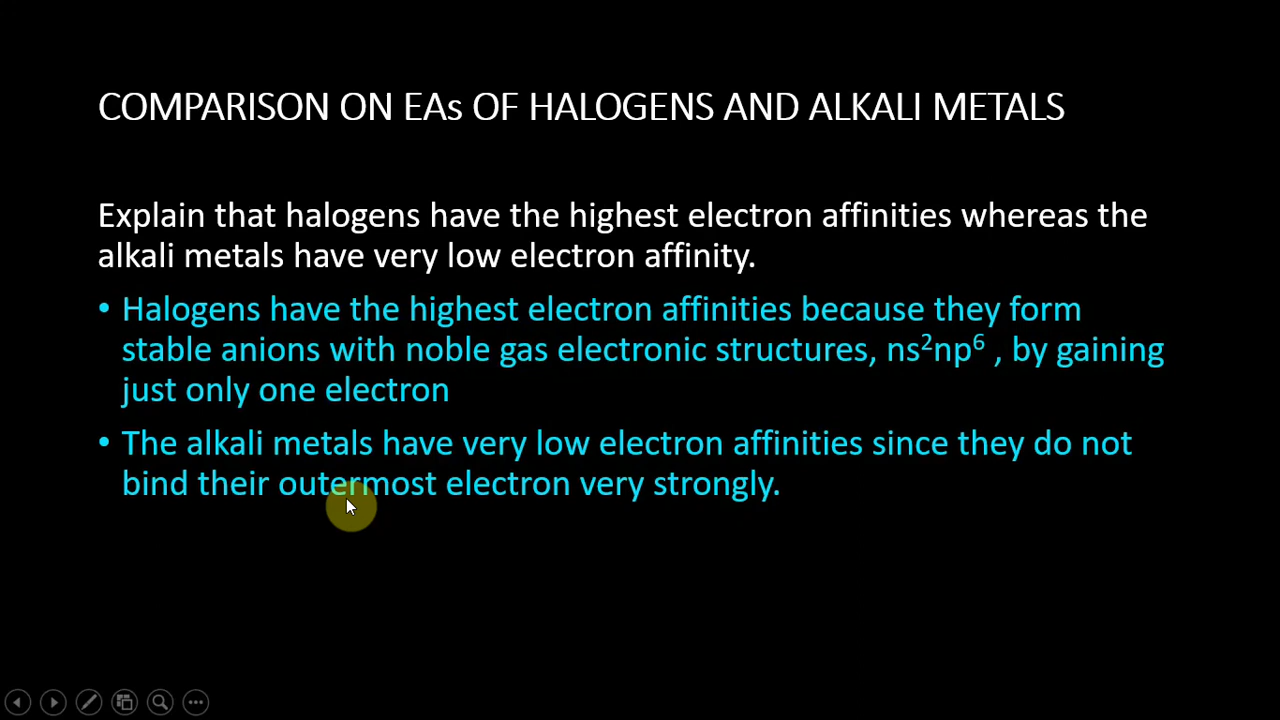 COMPARISON ON EAs OF HALOGENS AND ALKALI METALS
Explain that halogens have the highest electron affinities whereas the
alkali metals have very low electron affinity.
• Halogens have the highest electron affinities because they form
stable anions with noble gas electronic structures, ns²np⁶ , by gaining
just only one electron
• The alkali metals have very low electron affinities since they do not
bind their outermost electron very strongly.